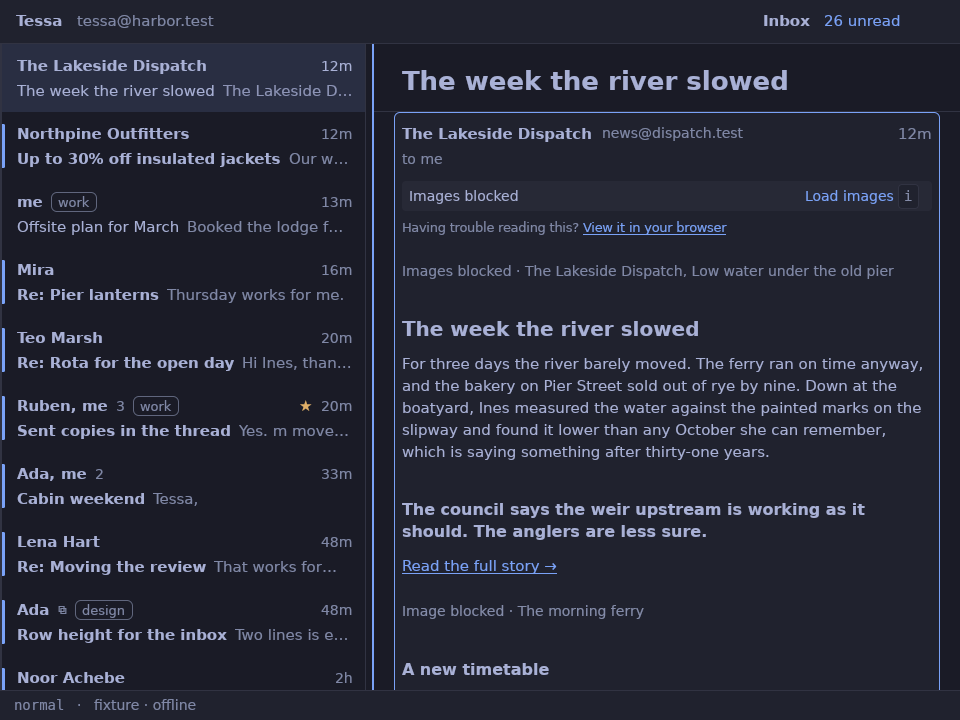 Tessa tessa@harbor.test
Inbox 26 unread
The Lakeside Dispatch 12m
The week the river slowed The Lakeside D…
Northpine Outfitters 12m
Up to 30% off insulated jackets Our w…
me work 13m
Offsite plan for March Booked the lodge f…
Mira 16m
Re: Pier lanterns Thursday works for me.
Teo Marsh 20m
Re: Rota for the open day Hi Ines, than…
Ruben, me 3 work ★ 20m
Sent copies in the thread Yes. m move…
Ada, me 2 33m
Cabin weekend Tessa,
Lena Hart 48m
Re: Moving the review That works for…
Ada ⧉ design 48m
Row height for the inbox Two lines is e…
Noor Achebe 2h
The week the river slowed
The Lakeside Dispatch news@dispatch.test 12m
to me
Images blocked Load images i
Having trouble reading this? View it in your browser
Images blocked · The Lakeside Dispatch, Low water under the old pier
The week the river slowed
For three days the river barely moved. The ferry ran on time anyway,
and the bakery on Pier Street sold out of rye by nine. Down at the
boatyard, Ines measured the water against the painted marks on the
slipway and found it lower than any October she can remember,
which is saying something after thirty-one years.
The council says the weir upstream is working as it
should. The anglers are less sure.
Read the full story →
Image blocked · The morning ferry
A new timetable
normal · fixture · offline